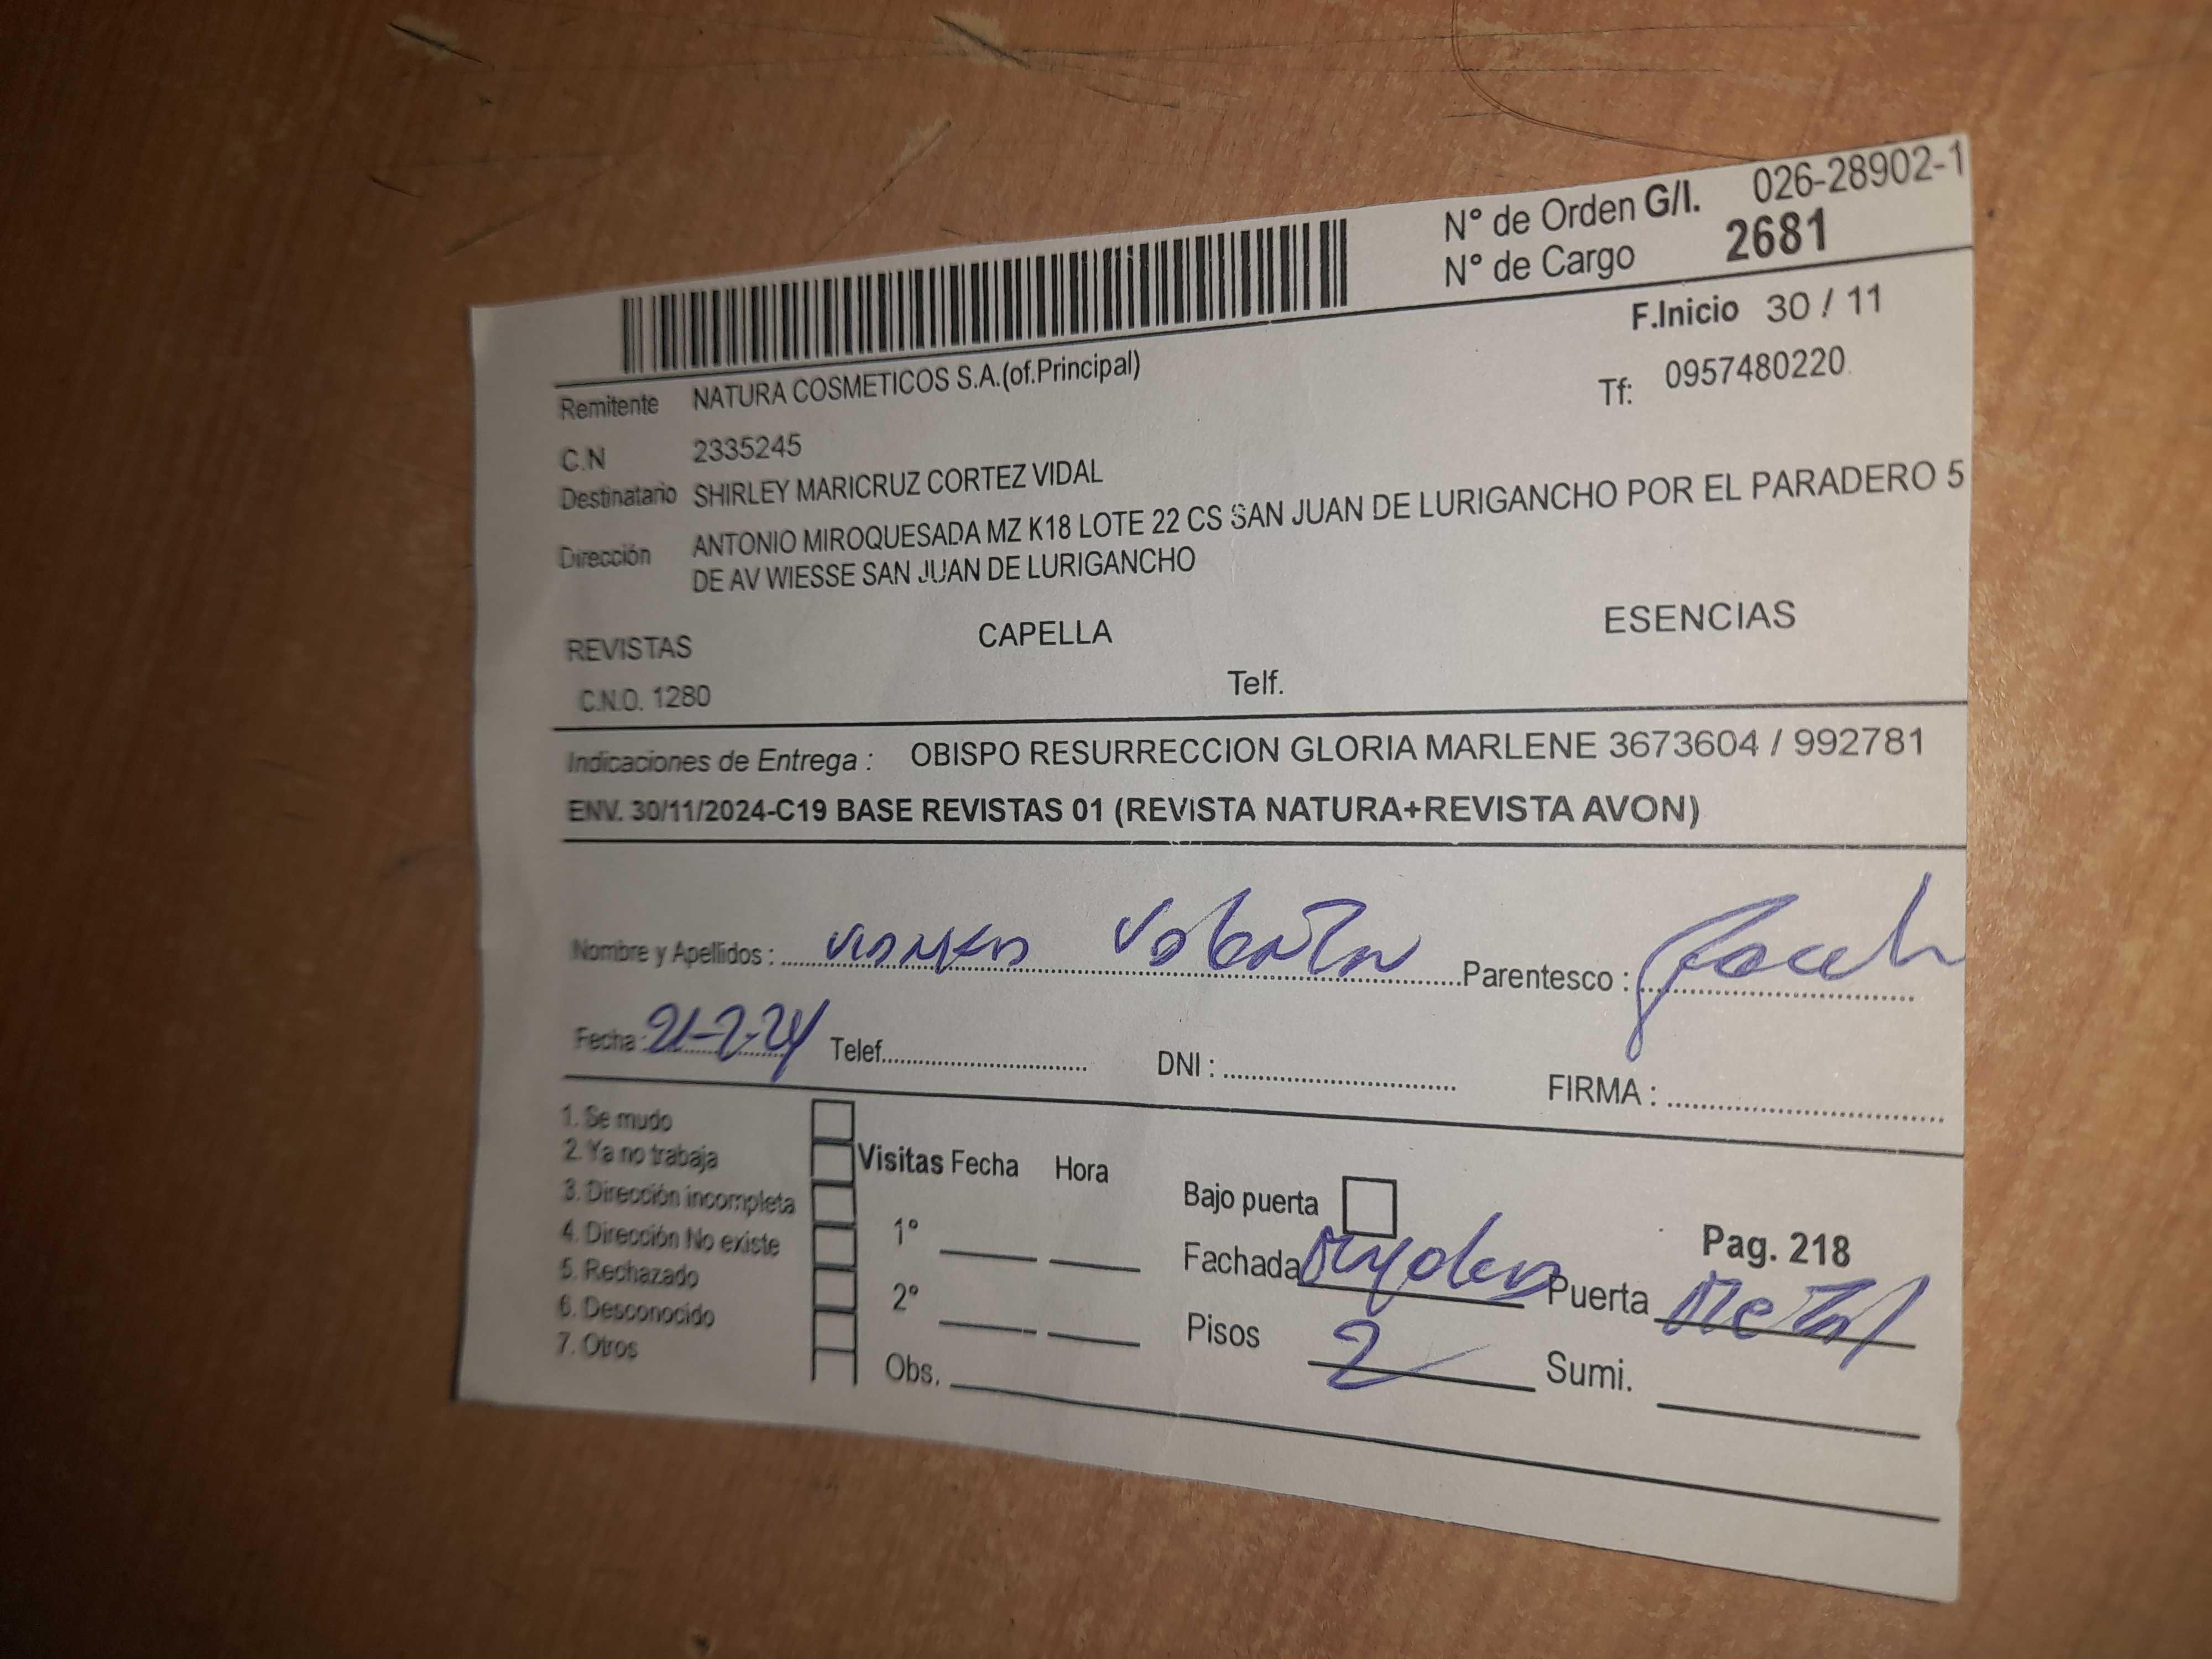 N° de Orden G/I. 026-28902-1
N° de Cargo 2681
F.Inicio 30 / 11
Remitente NATURA COSMETICOS S.A.(of.Principal)
Tf: 0957480220
C.N 2335245
Destinatario SHIRLEY MARICRUZ CORTEZ VIDAL
Dirección ANTONIO MIROQUESADA MZ K18 LOTE 22 CS SAN JUAN DE LURIGANCHO POR EL PARADERO 5
DE AV WIESSE SAN JUAN DE LURIGANCHO
REVISTAS CAPELLA ESENCIAS
C.N.O. 1280 Telf.
Indicaciones de Entrega : OBISPO RESURRECCION GLORIA MARLENE 3673604 / 992781
ENV. 30/11/2024-C19 BASE REVISTAS 01 (REVISTA NATURA+REVISTA AVON)
Nombre y Apellidos : Parentesco :
Fecha : 21-2-24 Telef. DNI : FIRMA :
1. Se mudo
2. Ya no trabaja Visitas Fecha Hora
3. Dirección incompleta Bajo puerta
4. Dirección No existe 1° Fachada Pag. 218
5. Rechazado Puerta Metal
6. Desconocido 2° Pisos 2
7. Otros Obs. Sumi.